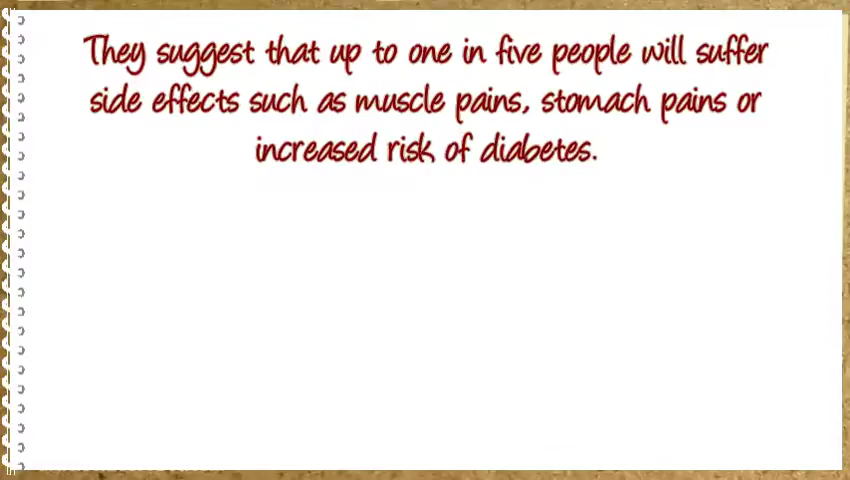 They suggest that up to one in five people will suffer
side effects such as muscle pains, stomach pains or
increased risk of diabetes.